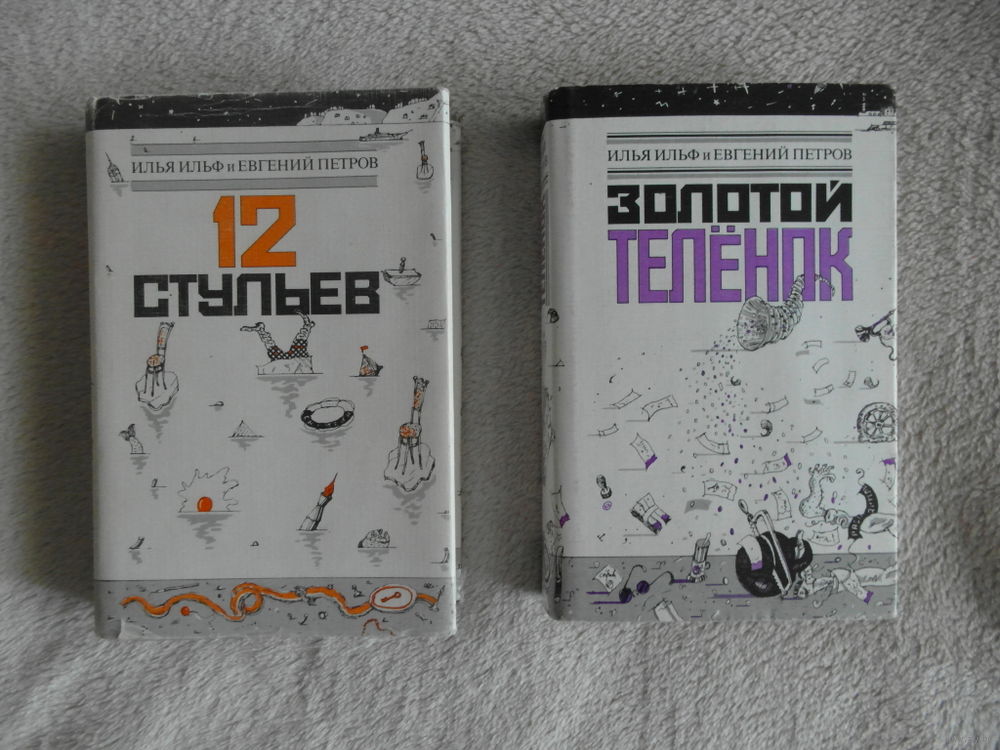 ИЛЬЯ ИЛЬФ и ЕВГЕНИЙ ПЕТРОВ
12
СТУЛЬЕВ
ИЛЬЯ ИЛЬФ и ЕВГЕНИЙ ПЕТРОВ
ЗОЛОТОЙ
ТЕЛЁНОК